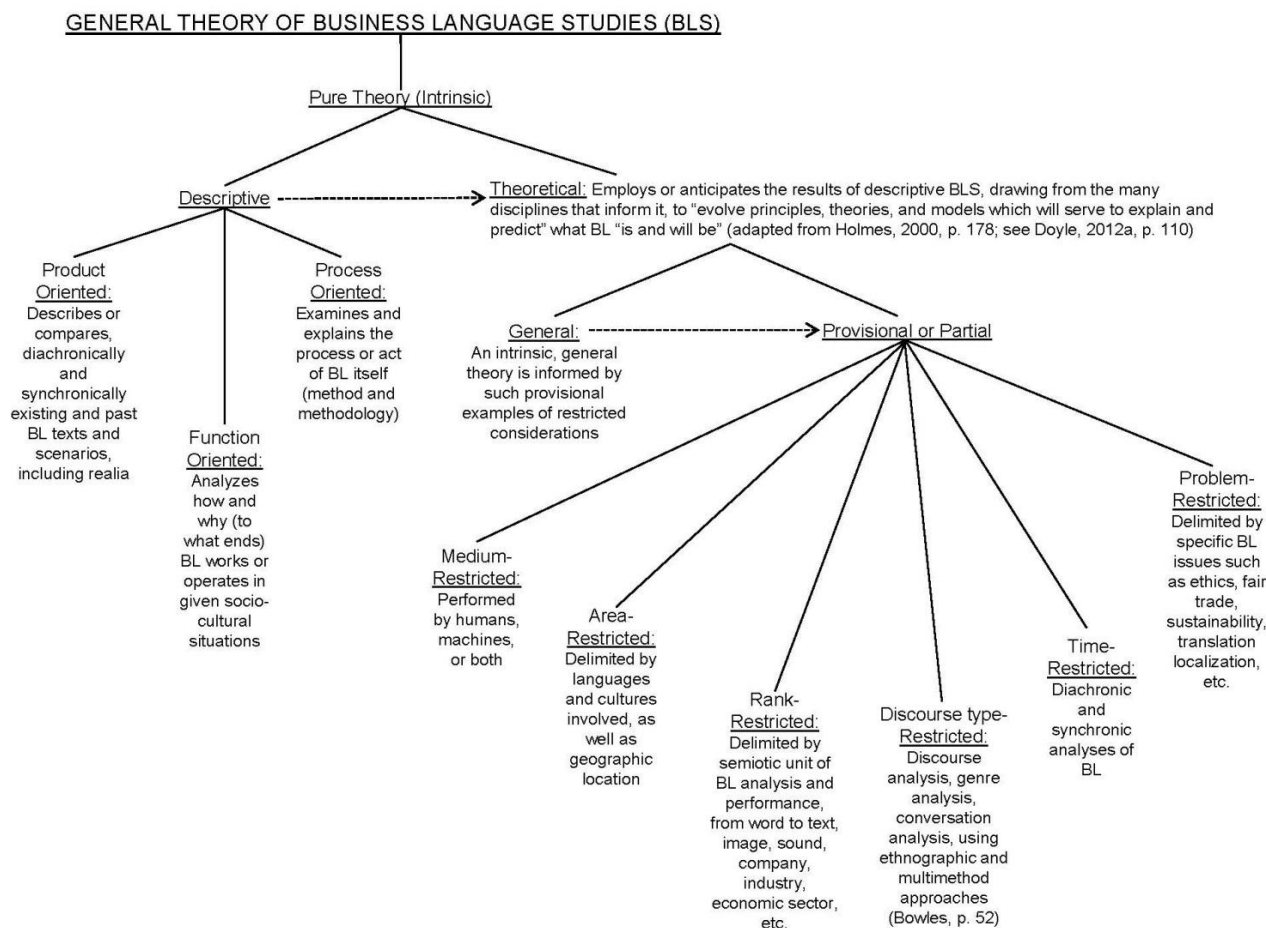 GENERAL THEORY OF BUSINESS LANGUAGE STUDIES (BLS)
Pure Theory (Intrinsic)
Descriptive
Theoretical: Employs or anticipates the results of descriptive BLS, drawing from the many
disciplines that inform it, to “evolve principles, theories, and models which will serve to explain and
predict” what BL “is and will be” (adapted from Holmes, 2000, p. 178; see Doyle, 2012a, p. 110)
Product
Oriented:
Describes or
compares,
diachronically
and
synchronically
existing and past
BL texts and
scenarios,
including realia
Function
Oriented:
Analyzes
how and
why (to
what ends)
BL works or
operates in
given socio-
cultural
situations
Process
Oriented:
Examines and
explains the
process or act
of BL itself
(method and
methodology)
General:
An intrinsic, general
theory is informed by
such provisional
examples of restricted
considerations
Provisional or Partial
Medium-
Restricted:
Performed
by humans,
machines,
or both
Area-
Restricted:
Delimited by
languages
and cultures
involved, as
well as
geographic
location
Rank-
Restricted:
Delimited by
semiotic unit of
BL analysis and
performance,
from word to text,
image, sound,
company,
industry,
economic sector,
etc.
Discourse type-
Restricted:
Discourse
analysis, genre
analysis,
conversation
analysis, using
ethnographic and
multimethod
approaches
(Bowles, p. 52)
Time-
Restricted:
Diachronic
and
synchronic
analyses of
BL
Problem-
Restricted:
Delimited by
specific BL
issues such
as ethics, fair
trade,
sustainability,
translation
localization,
etc.